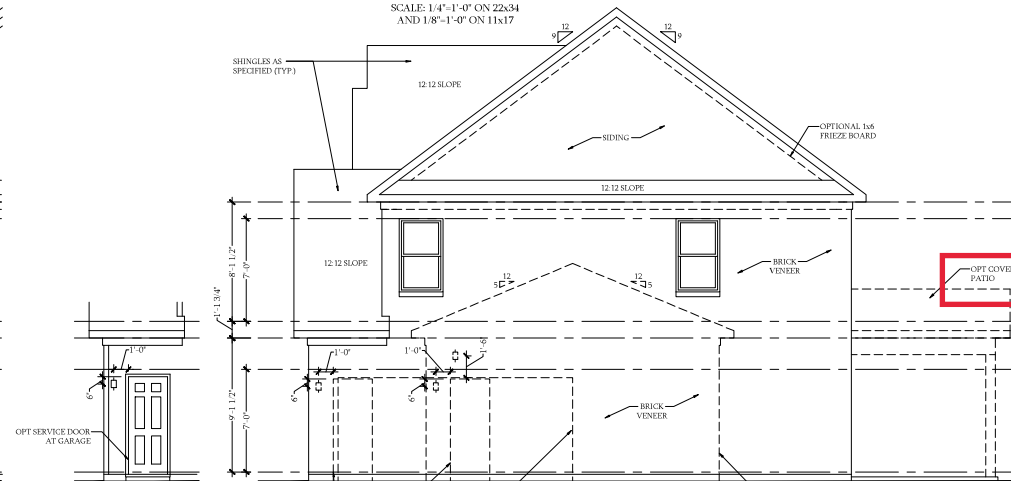 SCALE: 1/4"=1'-0" ON 22x34
AND 1/8"=1'-0" ON 11x17
12
9
12
9
SHINGLES AS
SPECIFIED (TYP.)
12:12 SLOPE
SIDING
OPTIONAL 1x6
FRIEZE BOARD
12:12 SLOPE
8'-1 1/2"
7'-0"
12:12 SLOPE
BRICK
VENEER
12
5
12
5
OPT COVE
PATIO
1'-1 3/4"
1'-0"
1'-0"
1'-0"
1'-6"
6"
6"
6"
9'-1 1/2"
7'-0"
BRICK
VENEER
OPT SERVICE DOOR
AT GARAGE